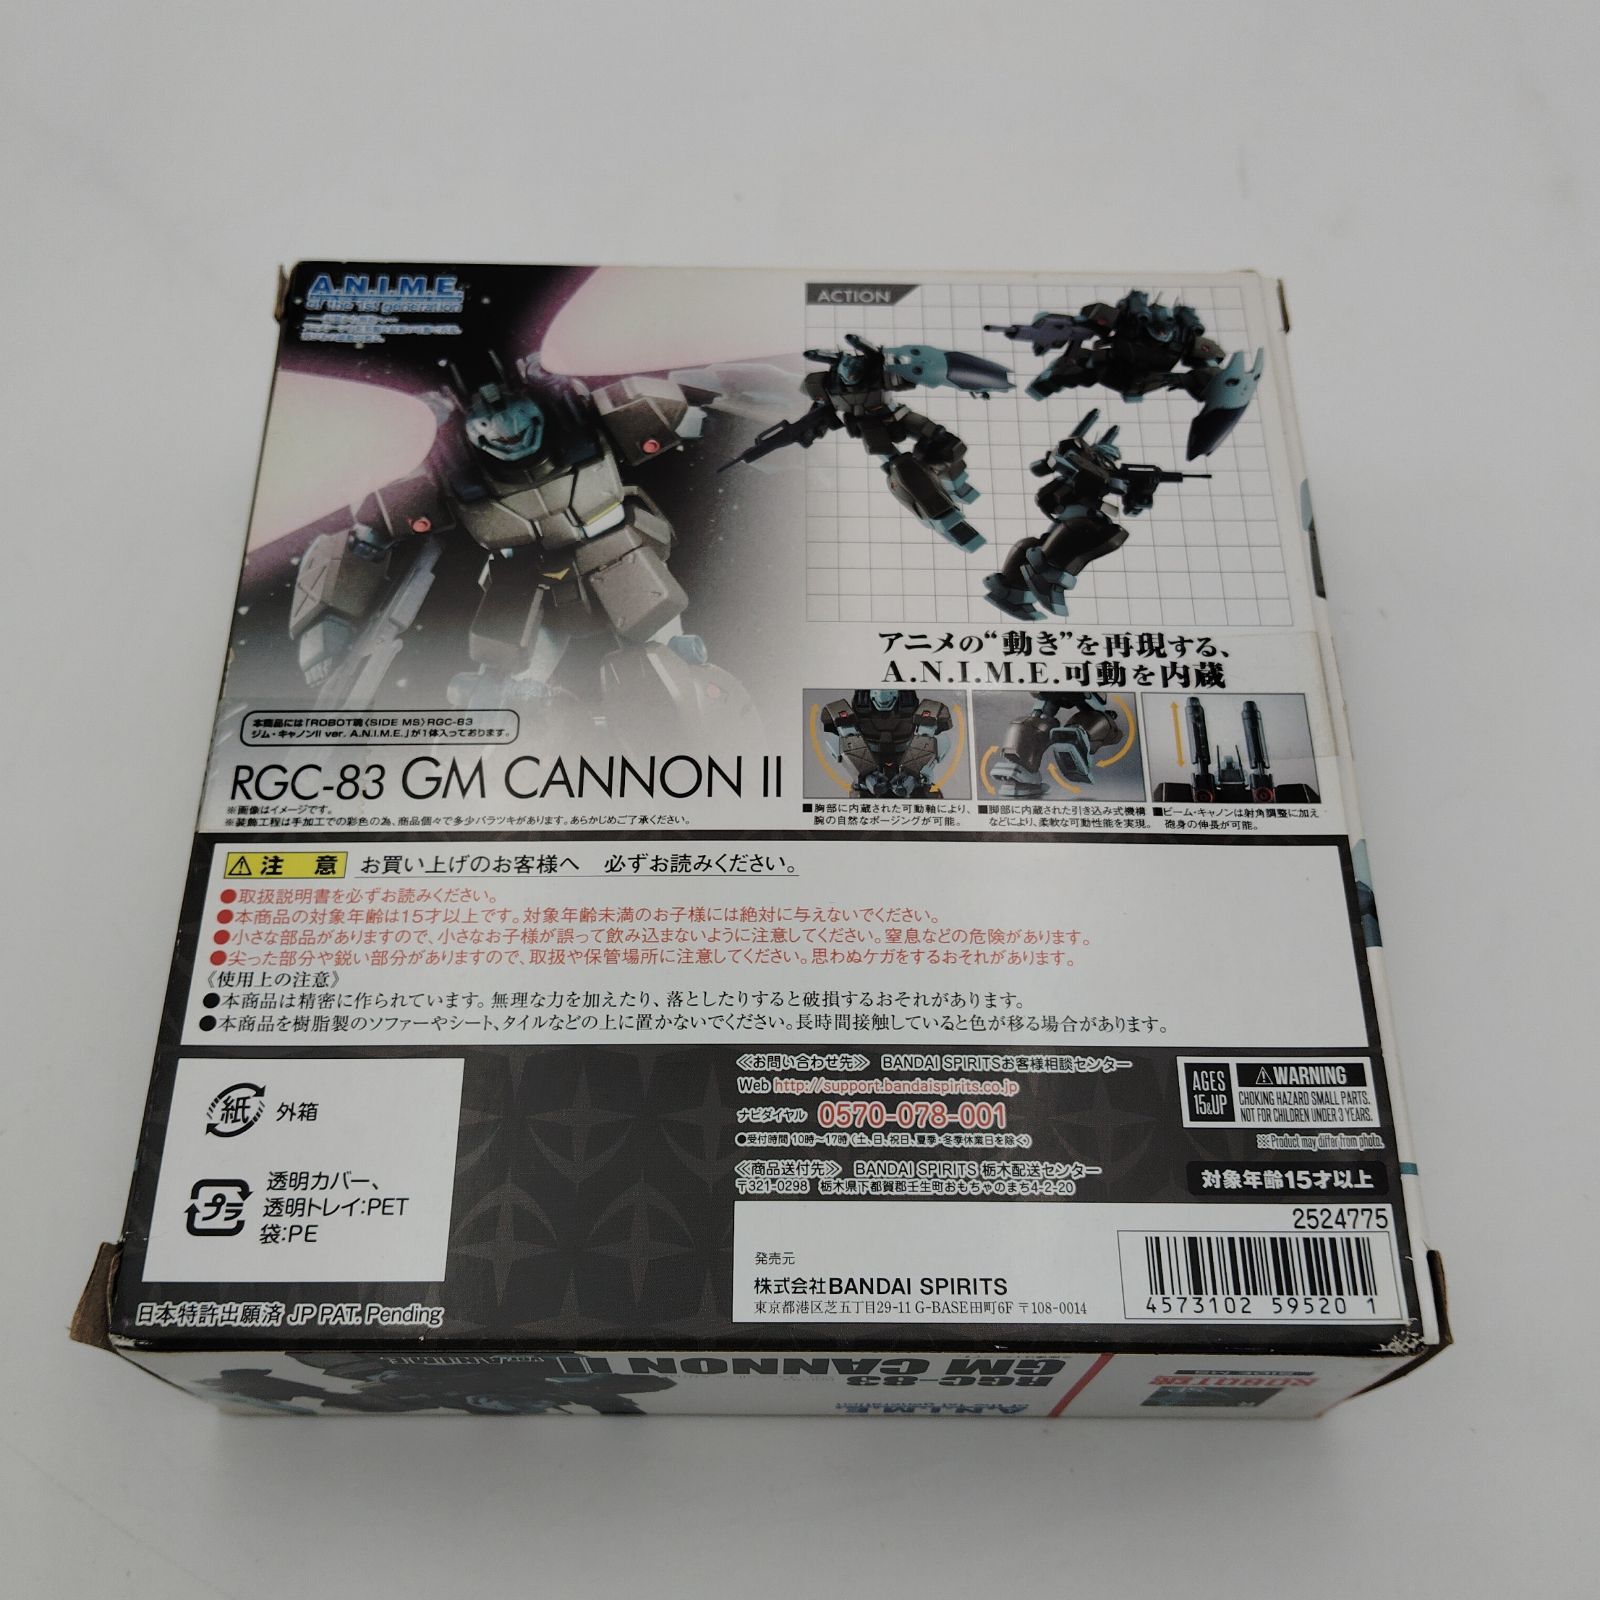 A.N.I.M.E.
of the 1st generation
ACTION
アニメの“動き”を再現する、
A.N.I.M.E.可動を内蔵
本商品には「ROBOT魂〈SIDE MS〉RGC-83
ジム・キャノンII ver. A.N.I.M.E.」が1体入っております。
RGC-83 GM CANNON II
※画像はイメージです。
※装飾工程は手加工での彩色の為、商品個々で多少バラツキがあります。あらかじめご了承ください。
■胸部に内蔵された可動軸により、
腕の自然なポージングが可能。
■脚部に内蔵された引き込み式機構
などにより、柔軟な可動性能を実現。
■ビーム・キャノンは射角調整に加え
砲身の伸長が可能。
⚠注 意 お買い上げのお客様へ 必ずお読みください。
●取扱説明書を必ずお読みください。
●本商品の対象年齢は15才以上です。対象年齢未満のお子様には絶対に与えないでください。
●小さな部品がありますので、小さなお子様が誤って飲み込まないように注意してください。窒息などの危険があります。
●尖った部分や鋭い部分がありますので、取扱や保管場所に注意してください。思わぬケガをするおそれがあります。
《使用上の注意》
●本商品は精密に作られています。無理な力を加えたり、落としたりすると破損するおそれがあります。
●本商品を樹脂製のソファーやシート、タイルなどの上に置かないでください。長時間接触していると色が移る場合があります。
紙 外箱
プラ
透明カバー、
透明トレイ:PET
袋:PE
日本特許出願済 JP PAT. Pending
≪お問い合わせ先≫ BANDAI SPIRITSお客様相談センター
Web http://support.bandaispirits.co.jp
ナビダイヤル 0570-078-001
●受付時間 10時～17時 (土、日、祝日、夏季・冬季休業日を除く)
≪商品送付先≫ BANDAI SPIRITS 栃木配送センター
〒321-0298 栃木県下都賀郡壬生町おもちゃのまち4-2-20
AGES
15&UP
⚠WARNING
CHOKING HAZARD SMALL PARTS.
NOT FOR CHILDREN UNDER 3 YEARS.
※Product may differ from photo.
対象年齢15才以上
2524775
発売元
株式会社BANDAI SPIRITS
東京都港区芝五丁目29-11 G-BASE田町6F 〒108-0014
4573102 595201
RGC-83
GM CANNON II
ver. A.N.I.M.E.
A.N.I.M.E.
of the 1st generation
ROBOT魂